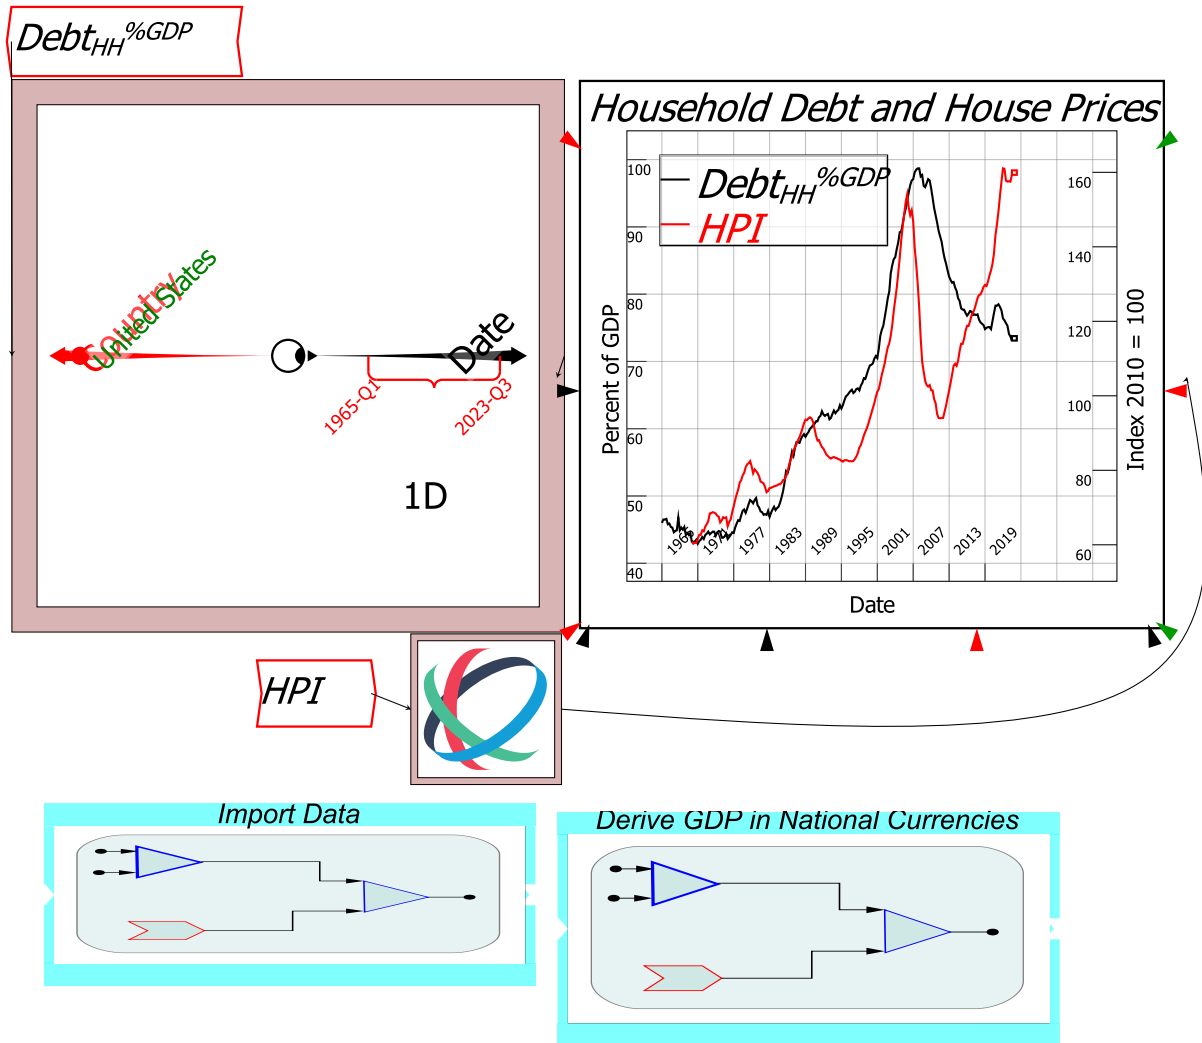 DebtHH%GDP
Country
United States
Date
1965-Q1
2023-Q3
1D
Household Debt and House Prices
DebtHH%GDP
HPI
100
90
80
70
60
50
40
Percent of GDP
160
140
120
100
80
60
Index 2010 = 100
1965
1971
1977
1983
1989
1995
2001
2007
2013
2019
Date
HPI
Import Data
Derive GDP in National Currencies